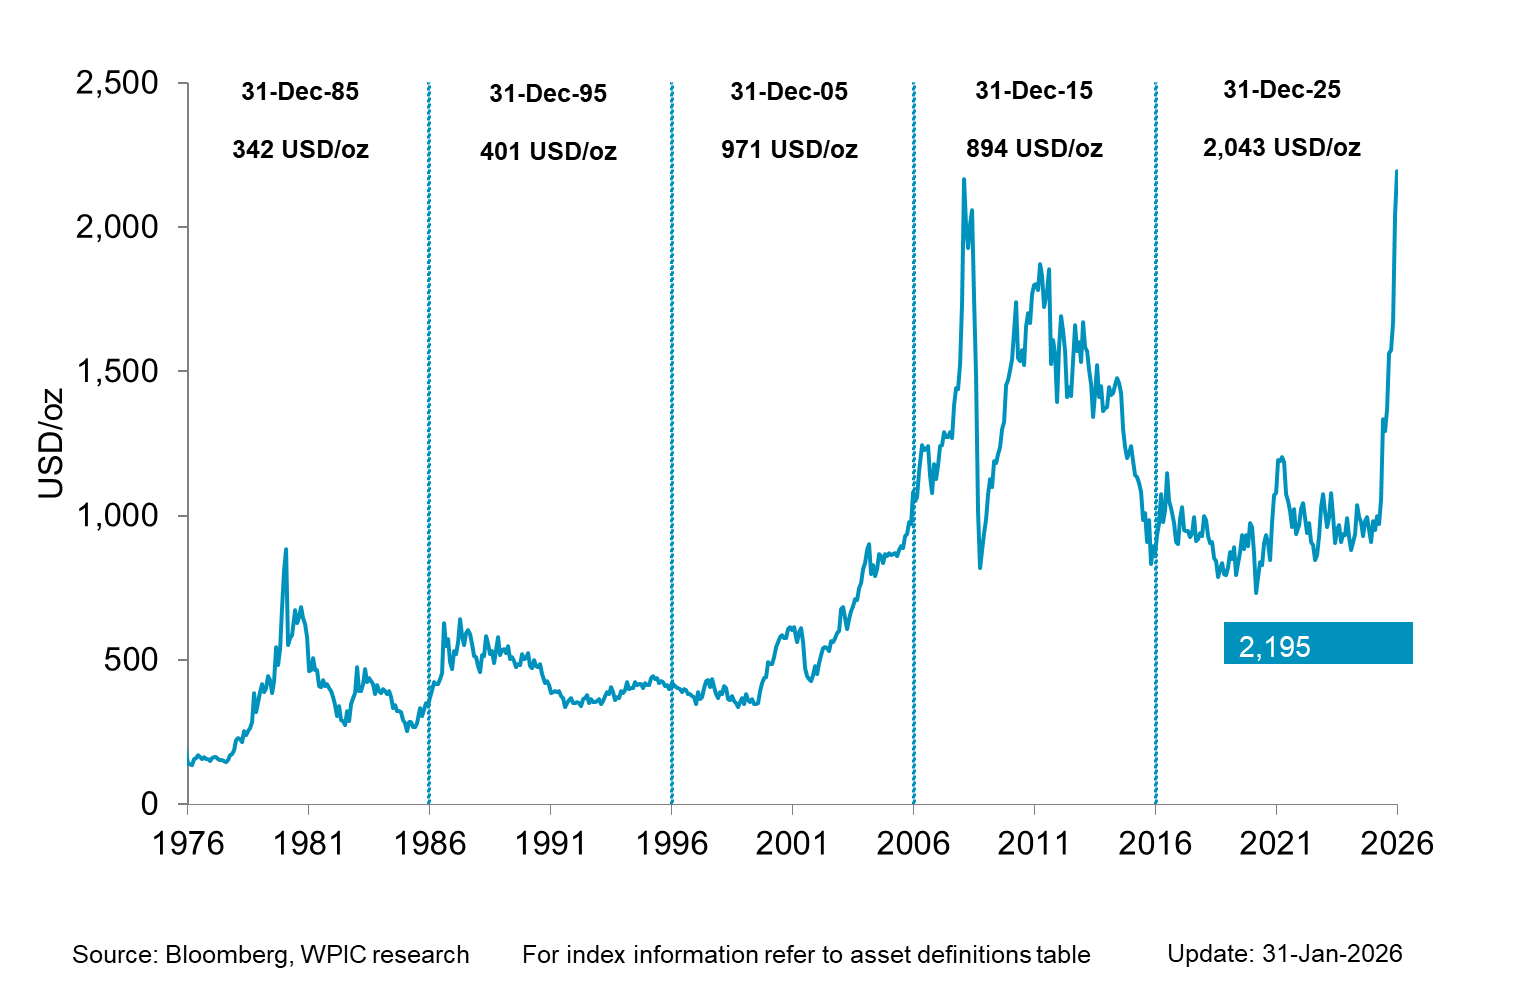 31-Dec-85 31-Dec-95 31-Dec-05 31-Dec-15 31-Dec-25
342 USD/oz 401 USD/oz 971 USD/oz 894 USD/oz 2,043 USD/oz
2,500
2,000
1,500
1,000
500
0
USD/oz
2,195
1976 1981 1986 1991 1996 2001 2006 2011 2016 2021 2026
Source: Bloomberg, WPIC research For index information refer to asset definitions table Update: 31-Jan-2026